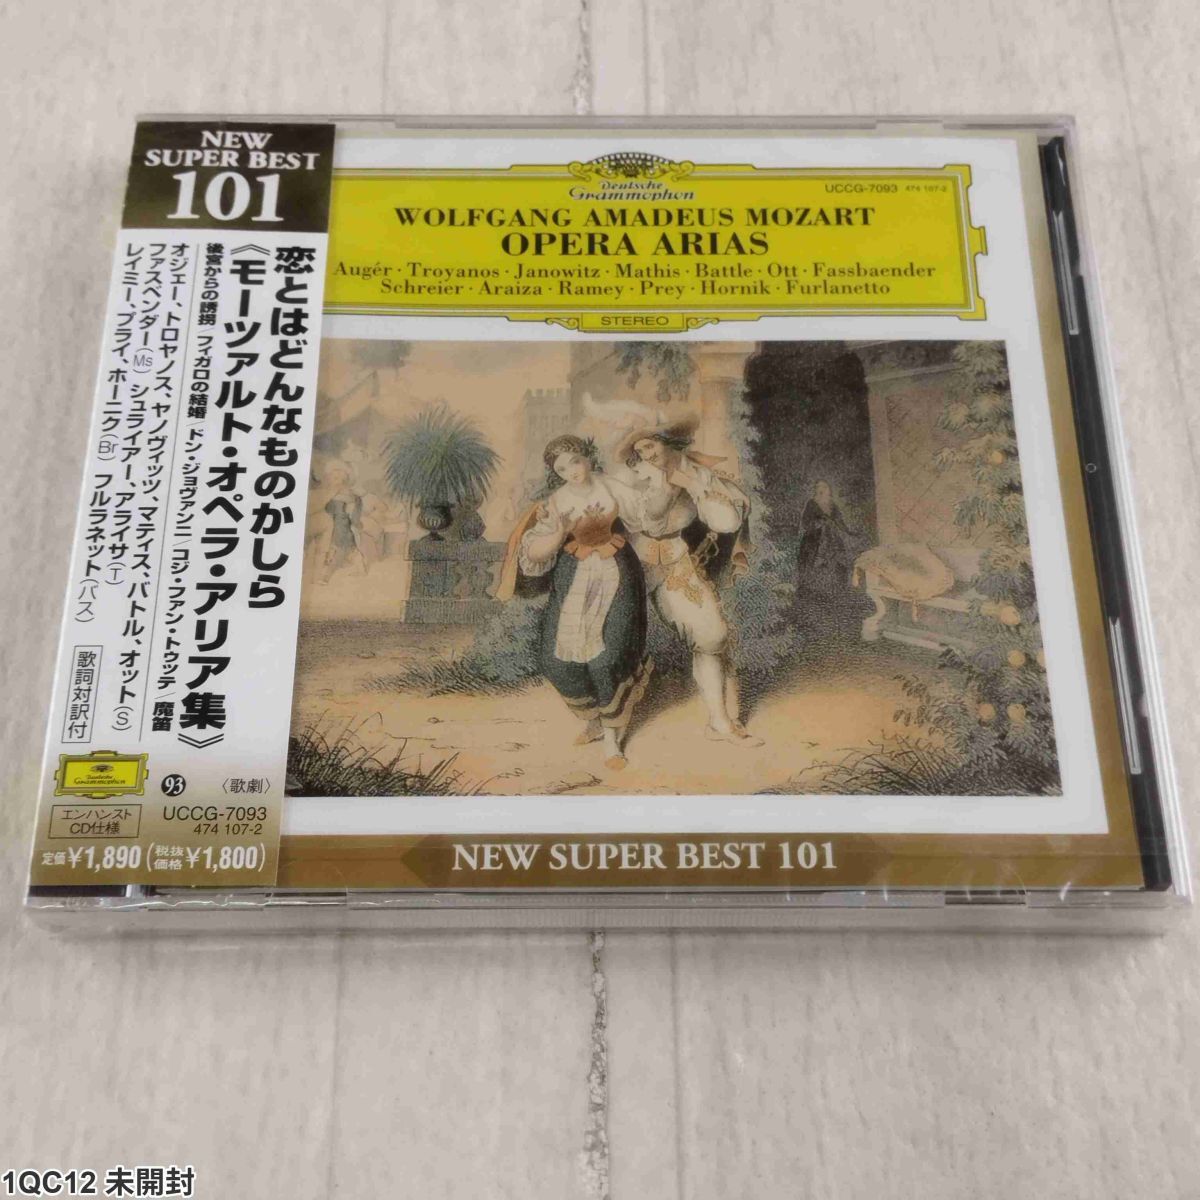 NEW
SUPER BEST
101
恋とはどんなものかしら
《モーツァルト・オペラ・アリア集》
後宮からの誘拐/フィガロの結婚/ドン・ジョヴァンニ/コジ・ファン・トゥッテ/魔笛
オジェー、トロヤノス、ヤノヴィッツ、マティス、バトル、オット(S)
ファスベンダー(Ms) シュライアー、アライサ(T)
レイミー、プライ、ホーニク(Br) フルラネット(バス)
歌詞対訳付
Deutsche
Grammophon
93
〈歌劇〉
エンハンスト
CD仕様
UCCG-7093
474 107-2
定価¥1,890(税抜価格¥1,800)
Deutsche
Grammophon
UCCG-7093 474 107-2
WOLFGANG AMADEUS MOZART
OPERA ARIAS
Augér · Troyanos · Janowitz · Mathis · Battle · Ott · Fassbaender
Schreier · Araiza · Ramey · Prey · Hornik · Furlanetto
STEREO
NEW SUPER BEST 101
1QC12 未開封